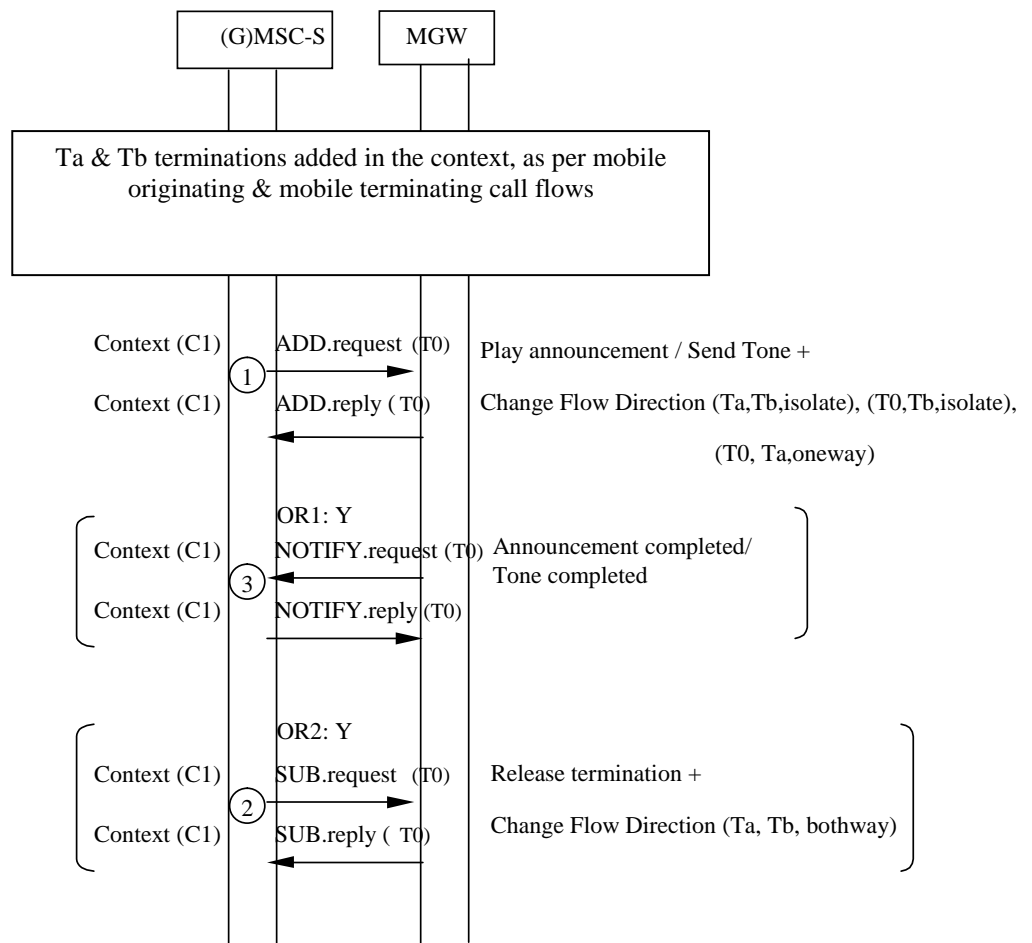 (G)MSC-S
MGW
Ta & Tb terminations added in the context, as per mobile
originating & mobile terminating call flows
Context (C1) ADD.request (T0)
1
Context (C1) ADD.reply ( T0)
Play announcement / Send Tone +
Change Flow Direction (Ta,Tb,isolate), (T0,Tb,isolate),
(T0, Ta,oneway)
OR1: Y
Context (C1) NOTIFY.request (T0)
3
Context (C1) NOTIFY.reply (T0)
Announcement completed/
Tone completed
OR2: Y
Context (C1) SUB.request (T0)
2
Context (C1) SUB.reply ( T0)
Release termination +
Change Flow Direction (Ta, Tb, bothway)